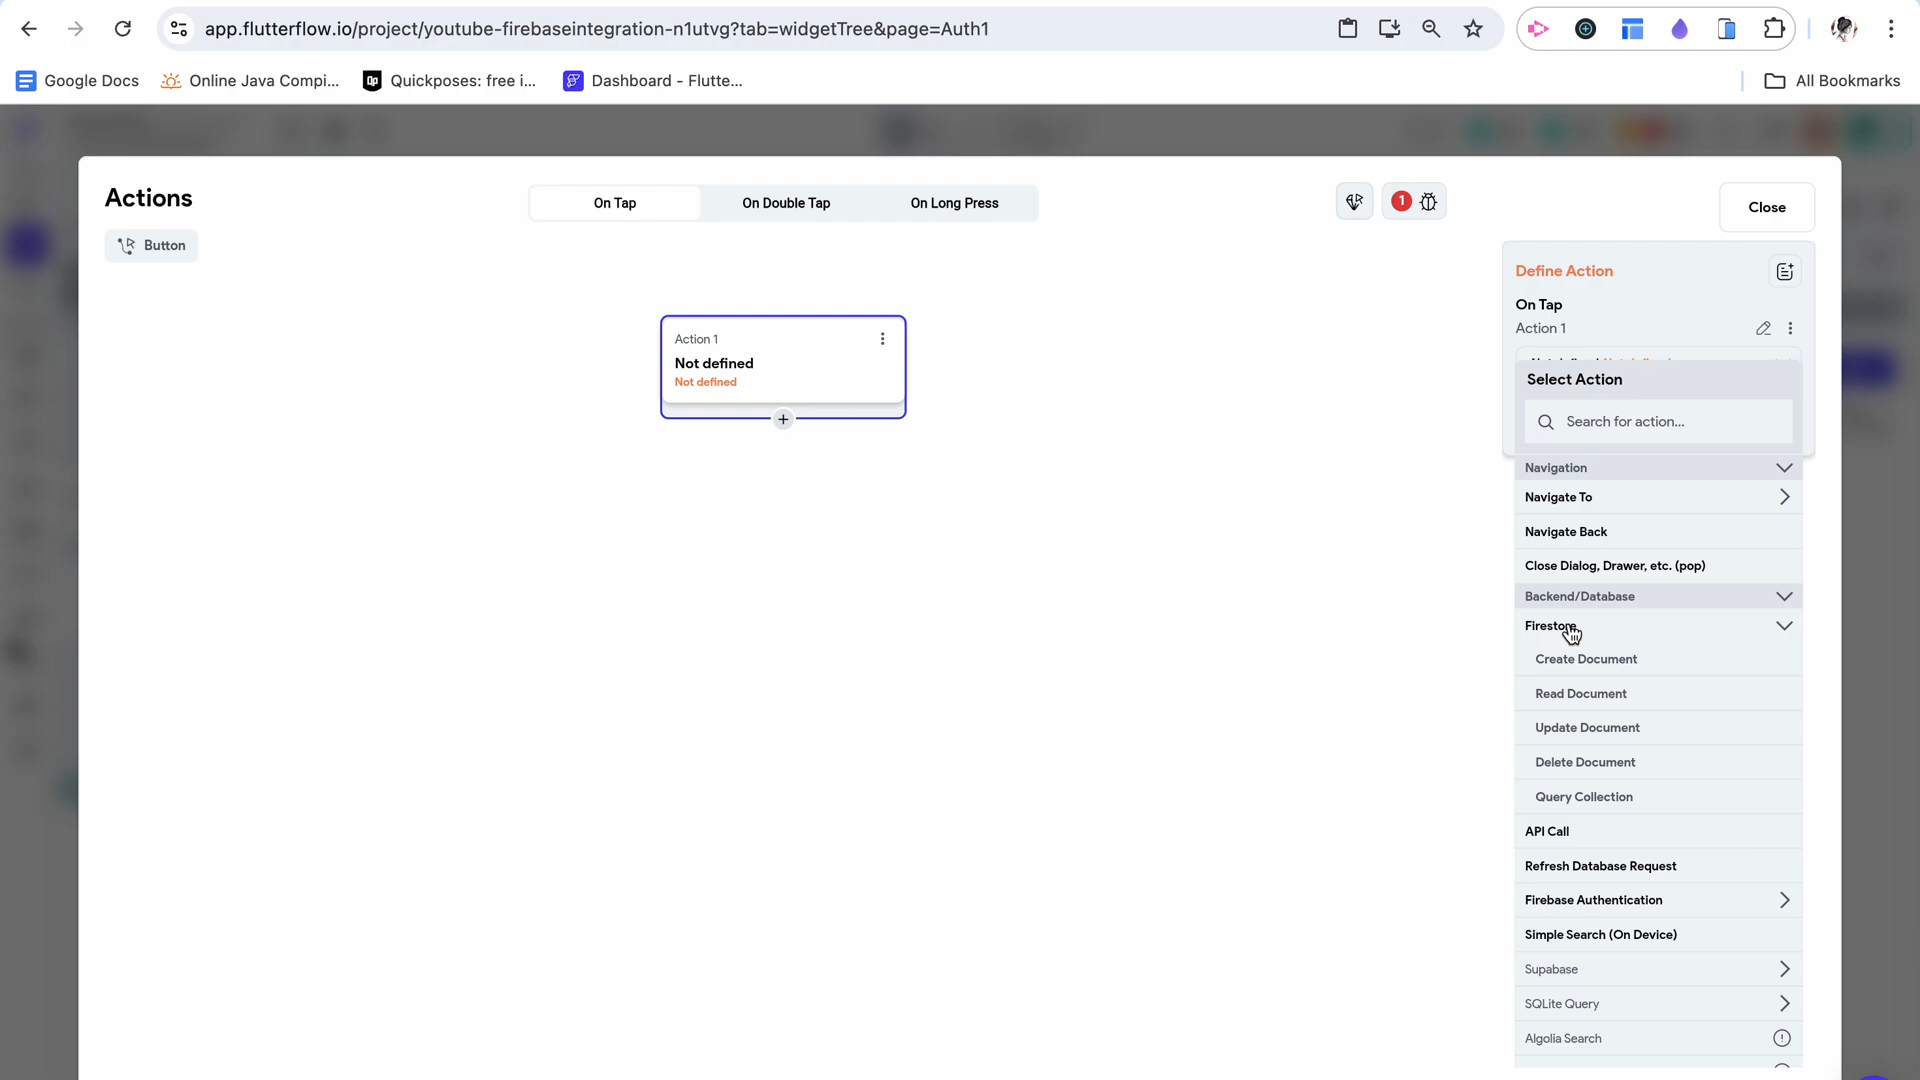 app.flutterflow.io/project/youtube-firebaseintegration-n1utvg?tab=widgetTree&page=Auth1
Google Docs
Online Java Compi...
Quickposes: free i...
Dashboard - Flutte...
All Bookmarks
Actions
On Tap
On Double Tap
On Long Press
1
Close
Button
Define Action
On Tap
Action 1
Action 1
Not defined
Not defined
Select Action
Search for action...
Navigation
Navigate To
Navigate Back
Close Dialog, Drawer, etc. (pop)
Backend/Database
Firestore
Create Document
Read Document
Update Document
Delete Document
Query Collection
API Call
Refresh Database Request
Firebase Authentication
Simple Search (On Device)
Supabase
SQLite Query
Algolia Search